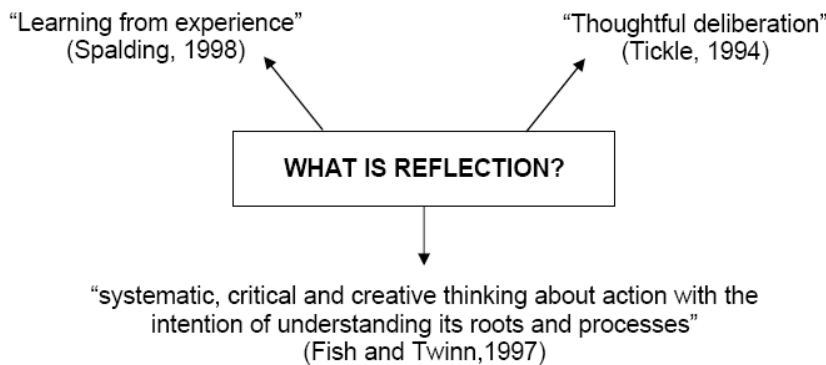 “Learning from experience”
(Spalding, 1998)
“Thoughtful deliberation”
(Tickle, 1994)
WHAT IS REFLECTION?
“systematic, critical and creative thinking about action with the
intention of understanding its roots and processes”
(Fish and Twinn,1997)